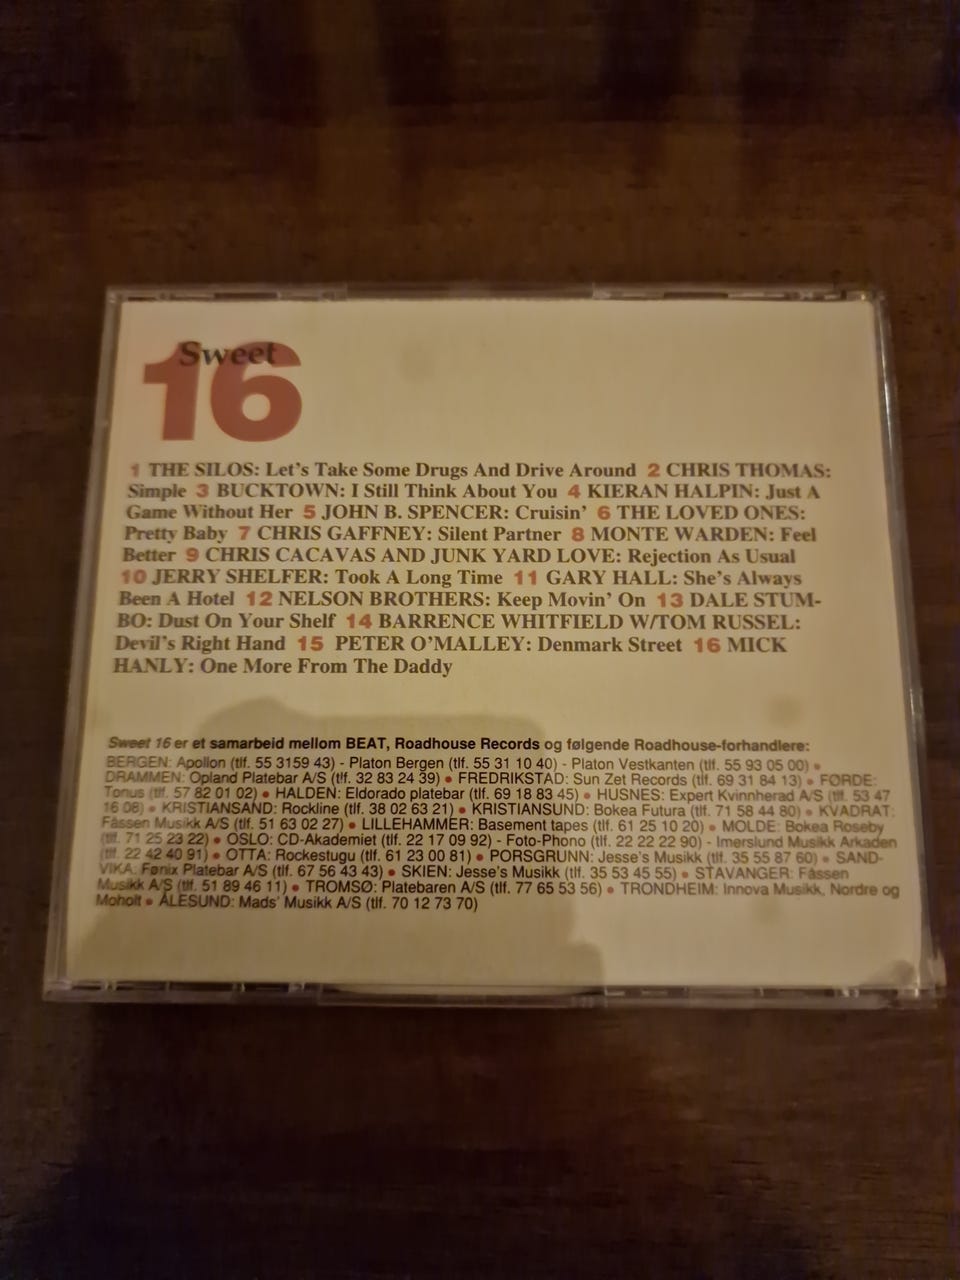 Sweet
16
1 THE SILOS: Let's Take Some Drugs And Drive Around 2 CHRIS THOMAS:
Simple 3 BUCKTOWN: I Still Think About You 4 KIERAN HALPIN: Just A
Game Without Her 5 JOHN B. SPENCER: Cruisin' 6 THE LOVED ONES:
Pretty Baby 7 CHRIS GAFFNEY: Silent Partner 8 MONTE WARDEN: Feel
Better 9 CHRIS CACAVAS AND JUNK YARD LOVE: Rejection As Usual
10 JERRY SHELFER: Took A Long Time 11 GARY HALL: She's Always
Been A Hotel 12 NELSON BROTHERS: Keep Movin' On 13 DALE STUM-
BO: Dust On Your Shelf 14 BARRENCE WHITFIELD W/TOM RUSSEL:
Devil's Right Hand 15 PETER O'MALLEY: Denmark Street 16 MICK
HANLY: One More From The Daddy
Sweet 16 er et samarbeid mellom BEAT, Roadhouse Records og følgende Roadhouse-forhandlere:
BERGEN: Apollon (tlf. 55 3159 43) - Platon Bergen (tlf. 55 31 10 40) - Platon Vestkanten (tlf. 55 93 05 00) •
DRAMMEN: Opland Platebar A/S (tlf. 32 83 24 39) • FREDRIKSTAD: Sun Zet Records (tlf. 69 31 84 13) • FØRDE:
Tonus (tlf. 57 82 01 02) • HALDEN: Eldorado platebar (tlf. 69 18 83 45) • HUSNES: Expert Kvinnherad A/S (tlf. 53 47
16 08) • KRISTIANSAND: Rockline (tlf. 38 02 63 21) • KRISTIANSUND: Bokea Futura (tlf. 71 58 44 80) • KVADRAT:
Fåssen Musikk A/S (tlf. 51 63 02 27) • LILLEHAMMER: Basement tapes (tlf. 61 25 10 20) • MOLDE: Bokea Roseby
(tlf. 71 25 23 22) • OSLO: CD-Akademiet (tlf. 22 17 09 92) - Foto-Phono (tlf. 22 22 22 90) - Imerslund Musikk Arkaden
(tlf. 22 42 40 91) • OTTA: Rockestugu (tlf. 61 23 00 81) • PORSGRUNN: Jesse's Musikk (tlf. 35 55 87 60) • SAND-
VIKA: Fønix Platebar A/S (tlf. 67 56 43 43) • SKIEN: Jesse's Musikk (tlf. 35 53 45 55) • STAVANGER: Fåssen
Musikk A/S (tlf. 51 89 46 11) • TROMSØ: Platebaren A/S (tlf. 77 65 53 56) • TRONDHEIM: Innova Musikk, Nordre og
Moholt • ÅLESUND: Mads' Musikk A/S (tlf. 70 12 73 70)